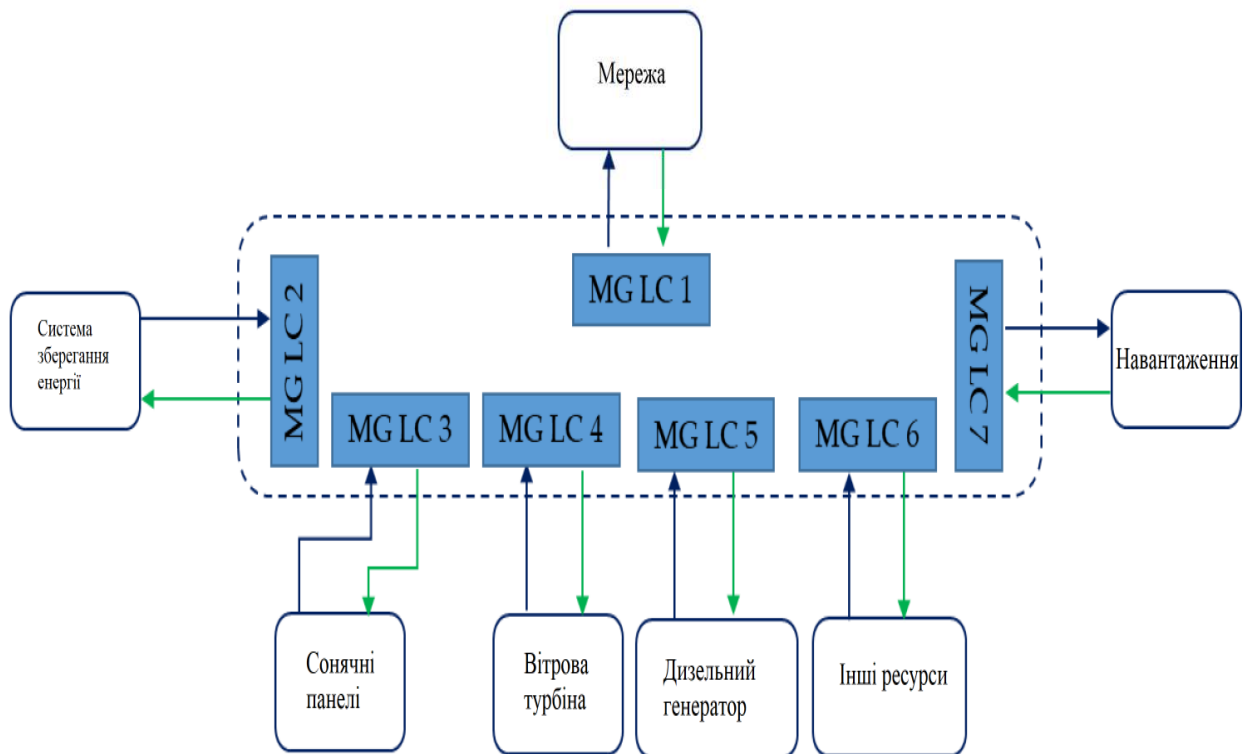 Мережа
MG LC 1
MG LC 2
MG LC 7
Система
зберегання
енергії
Навантаження
MG LC 3
MG LC 4
MG LC 5
MG LC 6
Сонячні
панелі
Вітрова
турбіна
Дизельний
генератор
Інші ресурси